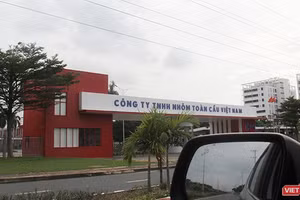 CÔNG TY TNHH NHÔM TOÀN CẦU VIỆT NAM
VIET